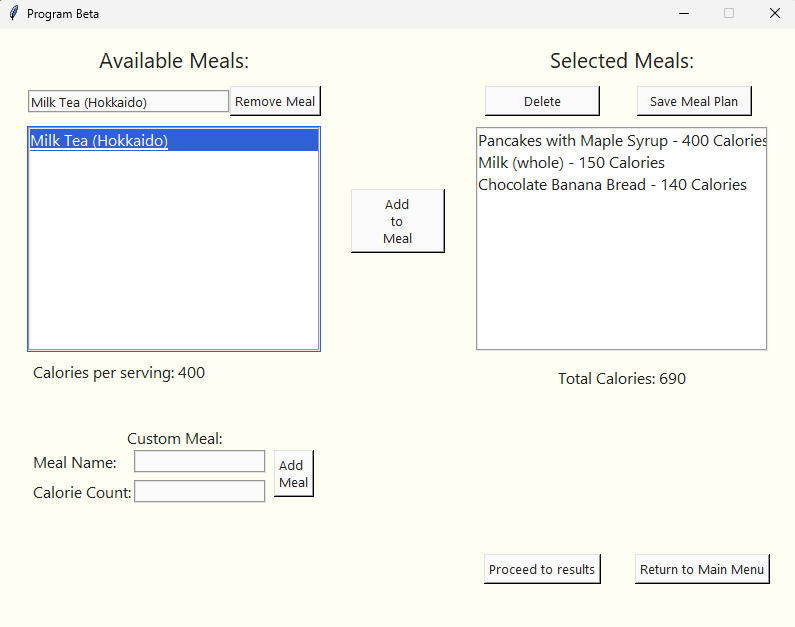 Program Beta
Available Meals:
Selected Meals:
Milk Tea (Hokkaido)
Remove Meal
Delete
Save Meal Plan
Milk Tea (Hokkaido)
Pancakes with Maple Syrup - 400 Calories
Milk (whole) - 150 Calories
Chocolate Banana Bread - 140 Calories
Add
to
Meal
Calories per serving: 400
Total Calories: 690
Custom Meal:
Meal Name:
Calorie Count:
Add
Meal
Proceed to results
Return to Main Menu